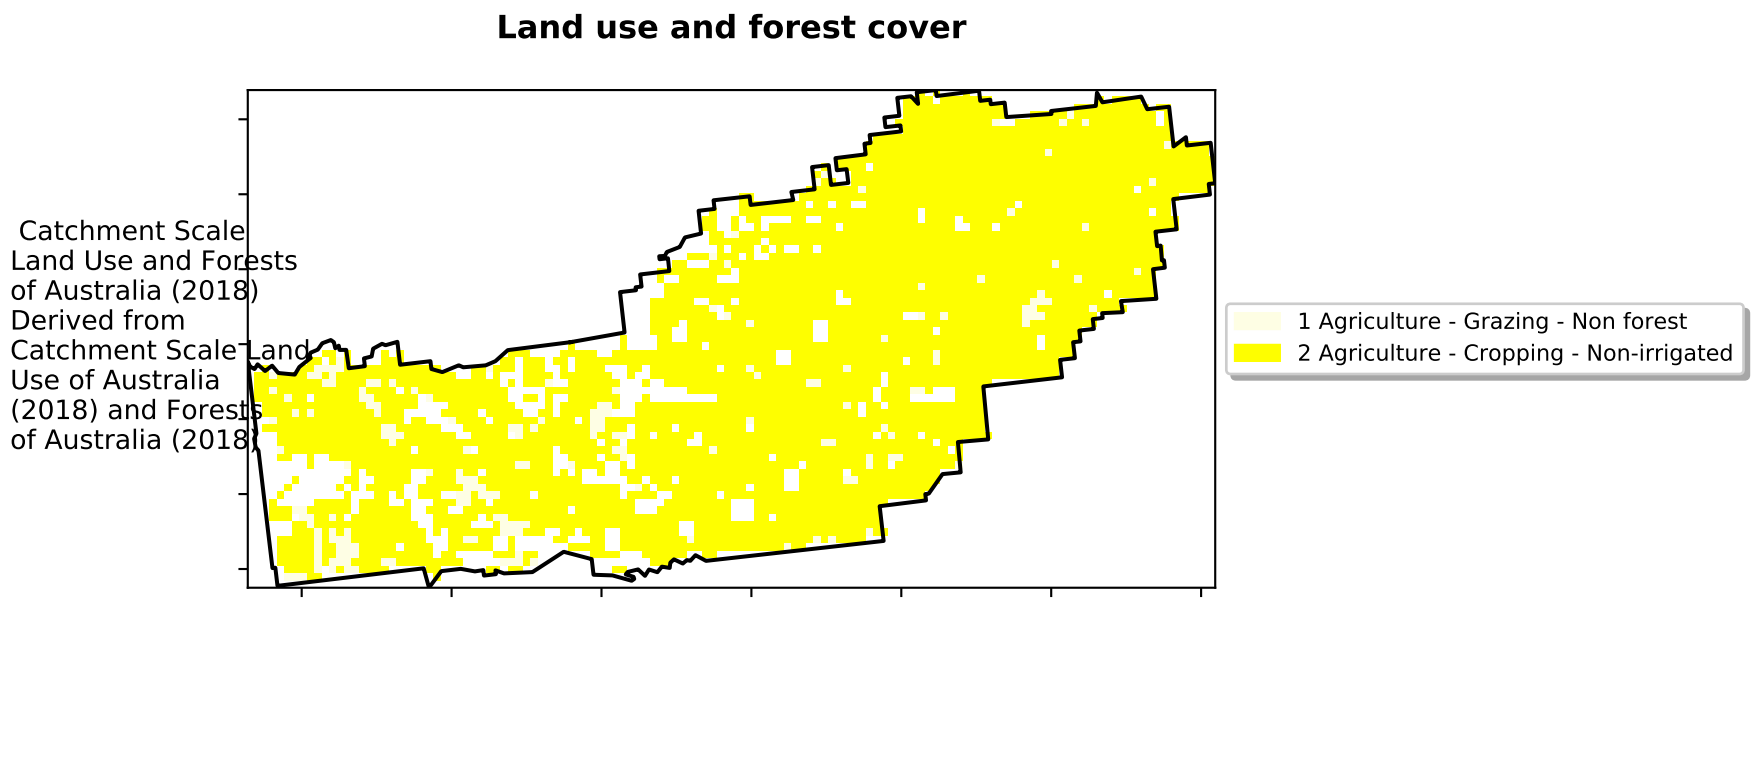 Land use and forest cover
Catchment Scale
Land Use and Forests
of Australia (2018)
Derived from
Catchment Scale Land
Use of Australia
(2018) and Forests
of Australia (2018)
1 Agriculture - Grazing - Non forest
2 Agriculture - Cropping - Non-irrigated